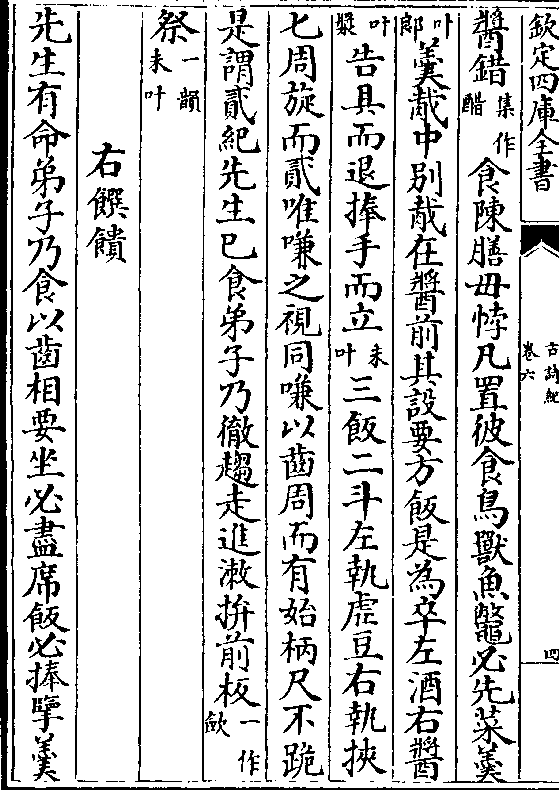 欽定四庫全書
古詩紀
卷六
四
醬錯集作醋食陳膳毋悖凡置彼食鳥獸魚鼈必先菜羹
叶郎羹胾中別胾在醬前其設要方飯是為卒左酒右醬
叶漿告具而退捧手而立未叶三飯二斗左執虛豆右執挾
匕周旋而貳唯嗛之視同嗛以齒周而有始柄尺不跪
是謂貳紀先生已食弟子乃徹趨走進漱拚前板一作斂
祭一韻未叶
右饌饋
先生有命弟子乃食以齒相要坐必盡席飯必捧擥羹